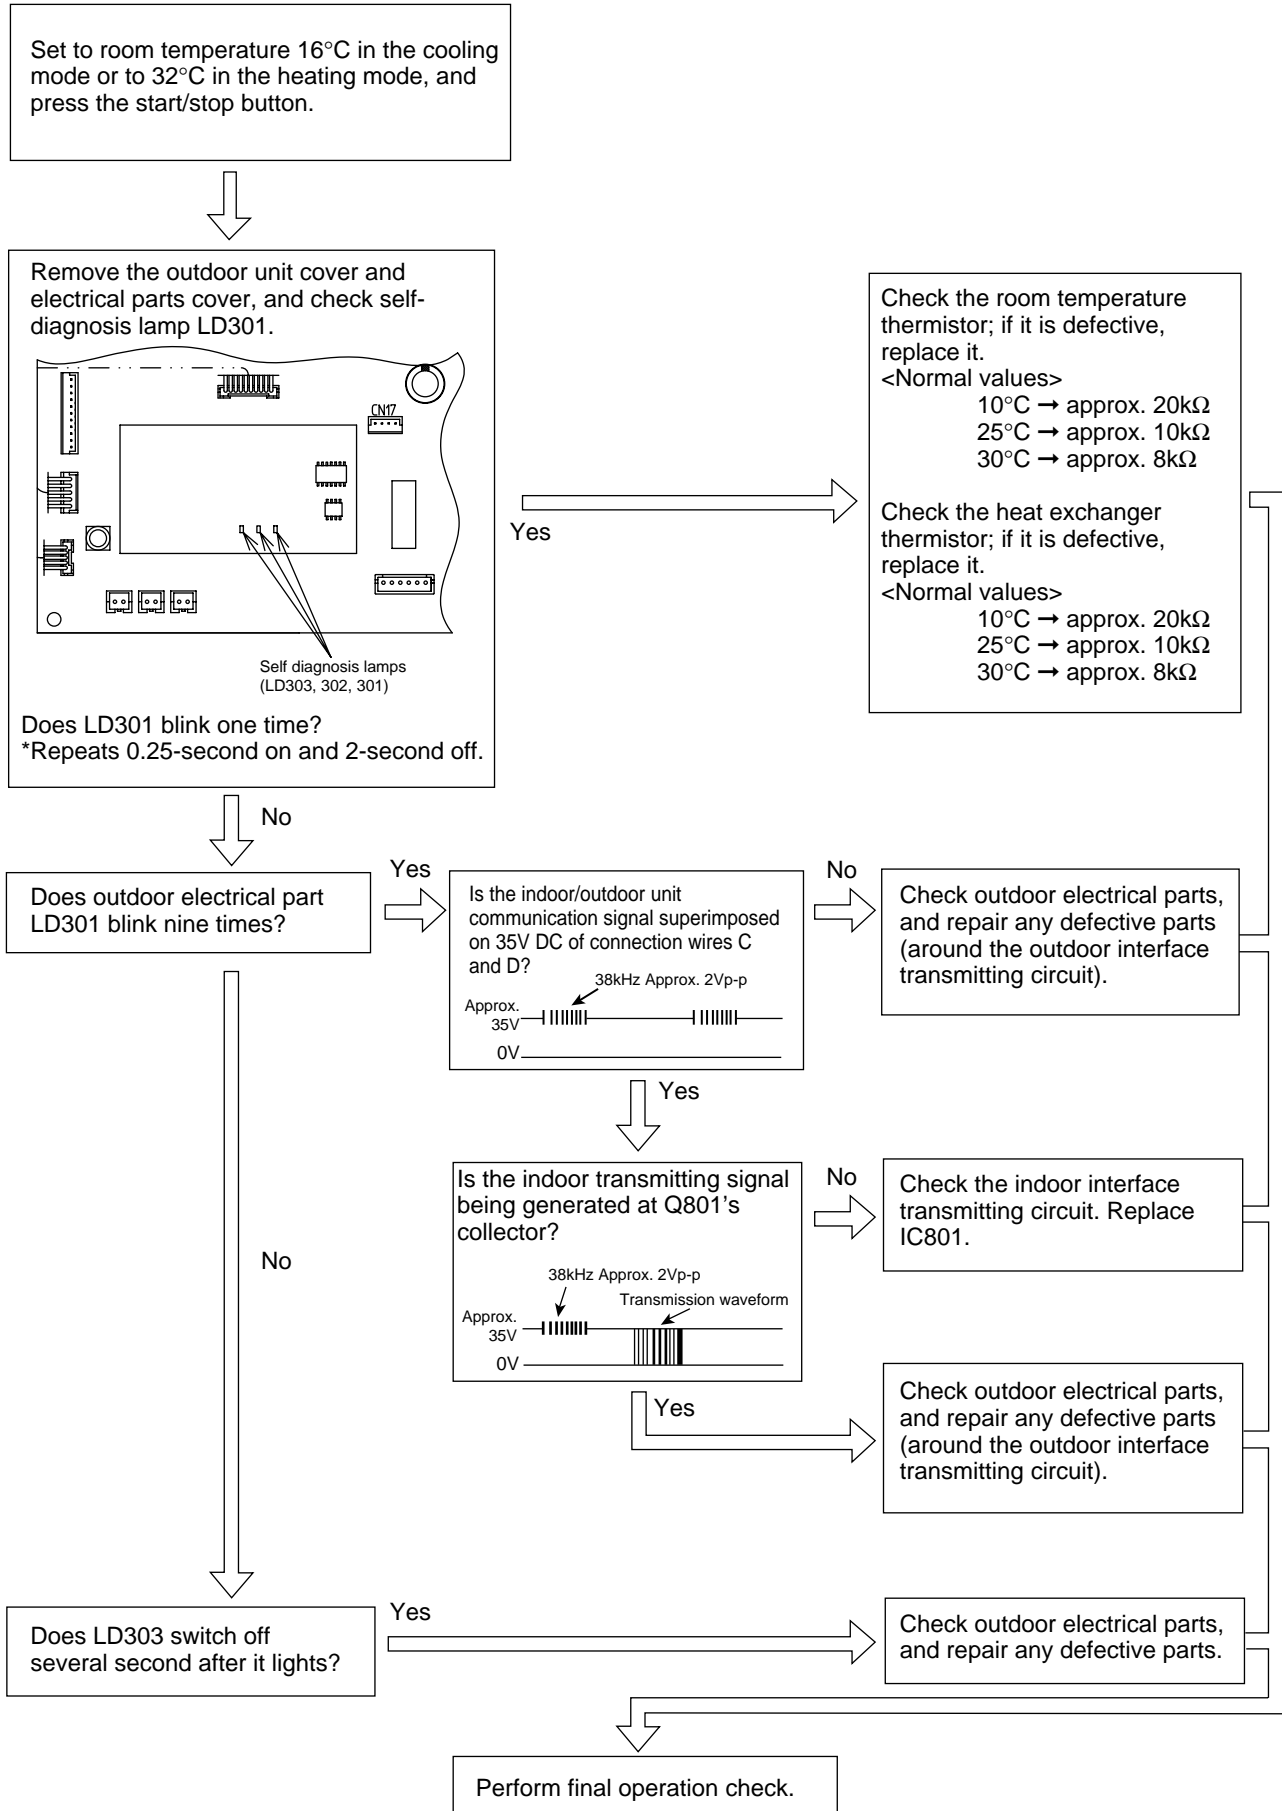 Set to room temperature 16°C in the cooling
mode or to 32°C in the heating mode, and
press the start/stop button.
Remove the outdoor unit cover and
electrical parts cover, and check self-
diagnosis lamp LD301.
CN17
Self diagnosis lamps
(LD303, 302, 301)
Does LD301 blink one time?
*Repeats 0.25-second on and 2-second off.
Yes
Check the room temperature
thermistor; if it is defective,
replace it.
<Normal values>
10°C ➞ approx. 20kΩ
25°C ➞ approx. 10kΩ
30°C ➞ approx. 8kΩ
Check the heat exchanger
thermistor; if it is defective,
replace it.
<Normal values>
10°C ➞ approx. 20kΩ
25°C ➞ approx. 10kΩ
30°C ➞ approx. 8kΩ
No
Does outdoor electrical part
LD301 blink nine times?
Yes
Is the indoor/outdoor unit
communication signal superimposed
on 35V DC of connection wires C
and D?
38kHz Approx. 2Vp-p
Approx.
35V
0V
No
Check outdoor electrical parts,
and repair any defective parts
(around the outdoor interface
transmitting circuit).
Yes
Is the indoor transmitting signal
being generated at Q801's
collector?
38kHz Approx. 2Vp-p
Transmission waveform
Approx.
35V
0V
No
Check the indoor interface
transmitting circuit. Replace
IC801.
Yes
Check outdoor electrical parts,
and repair any defective parts
(around the outdoor interface
transmitting circuit).
No
Does LD303 switch off
several second after it lights?
Yes
Check outdoor electrical parts,
and repair any defective parts.
Perform final operation check.